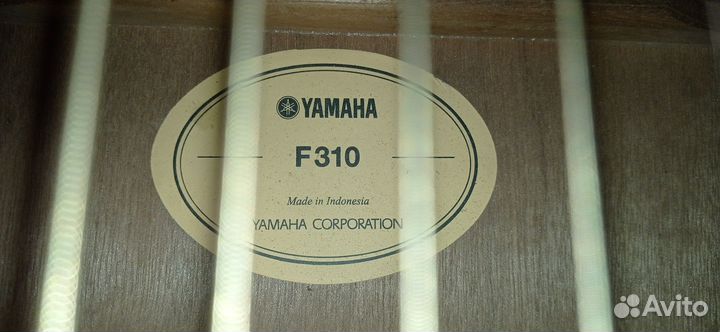 YAMAHA
F310
Made in Indonesia
YAMAHA CORPORATION
Avito